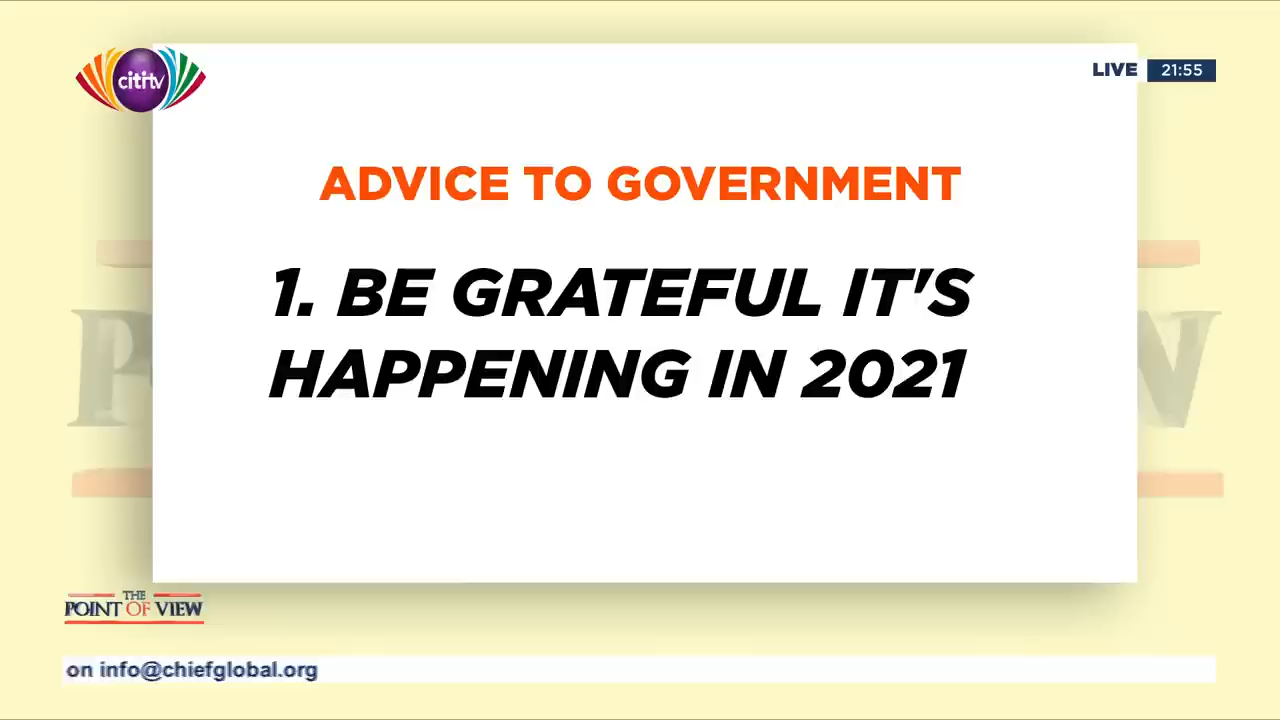 citi tv
LIVE 21:55
ADVICE TO GOVERNMENT
1. BE GRATEFUL IT'S
HAPPENING IN 2021
THE
POINT OF VIEW
on info@chiefglobal.org